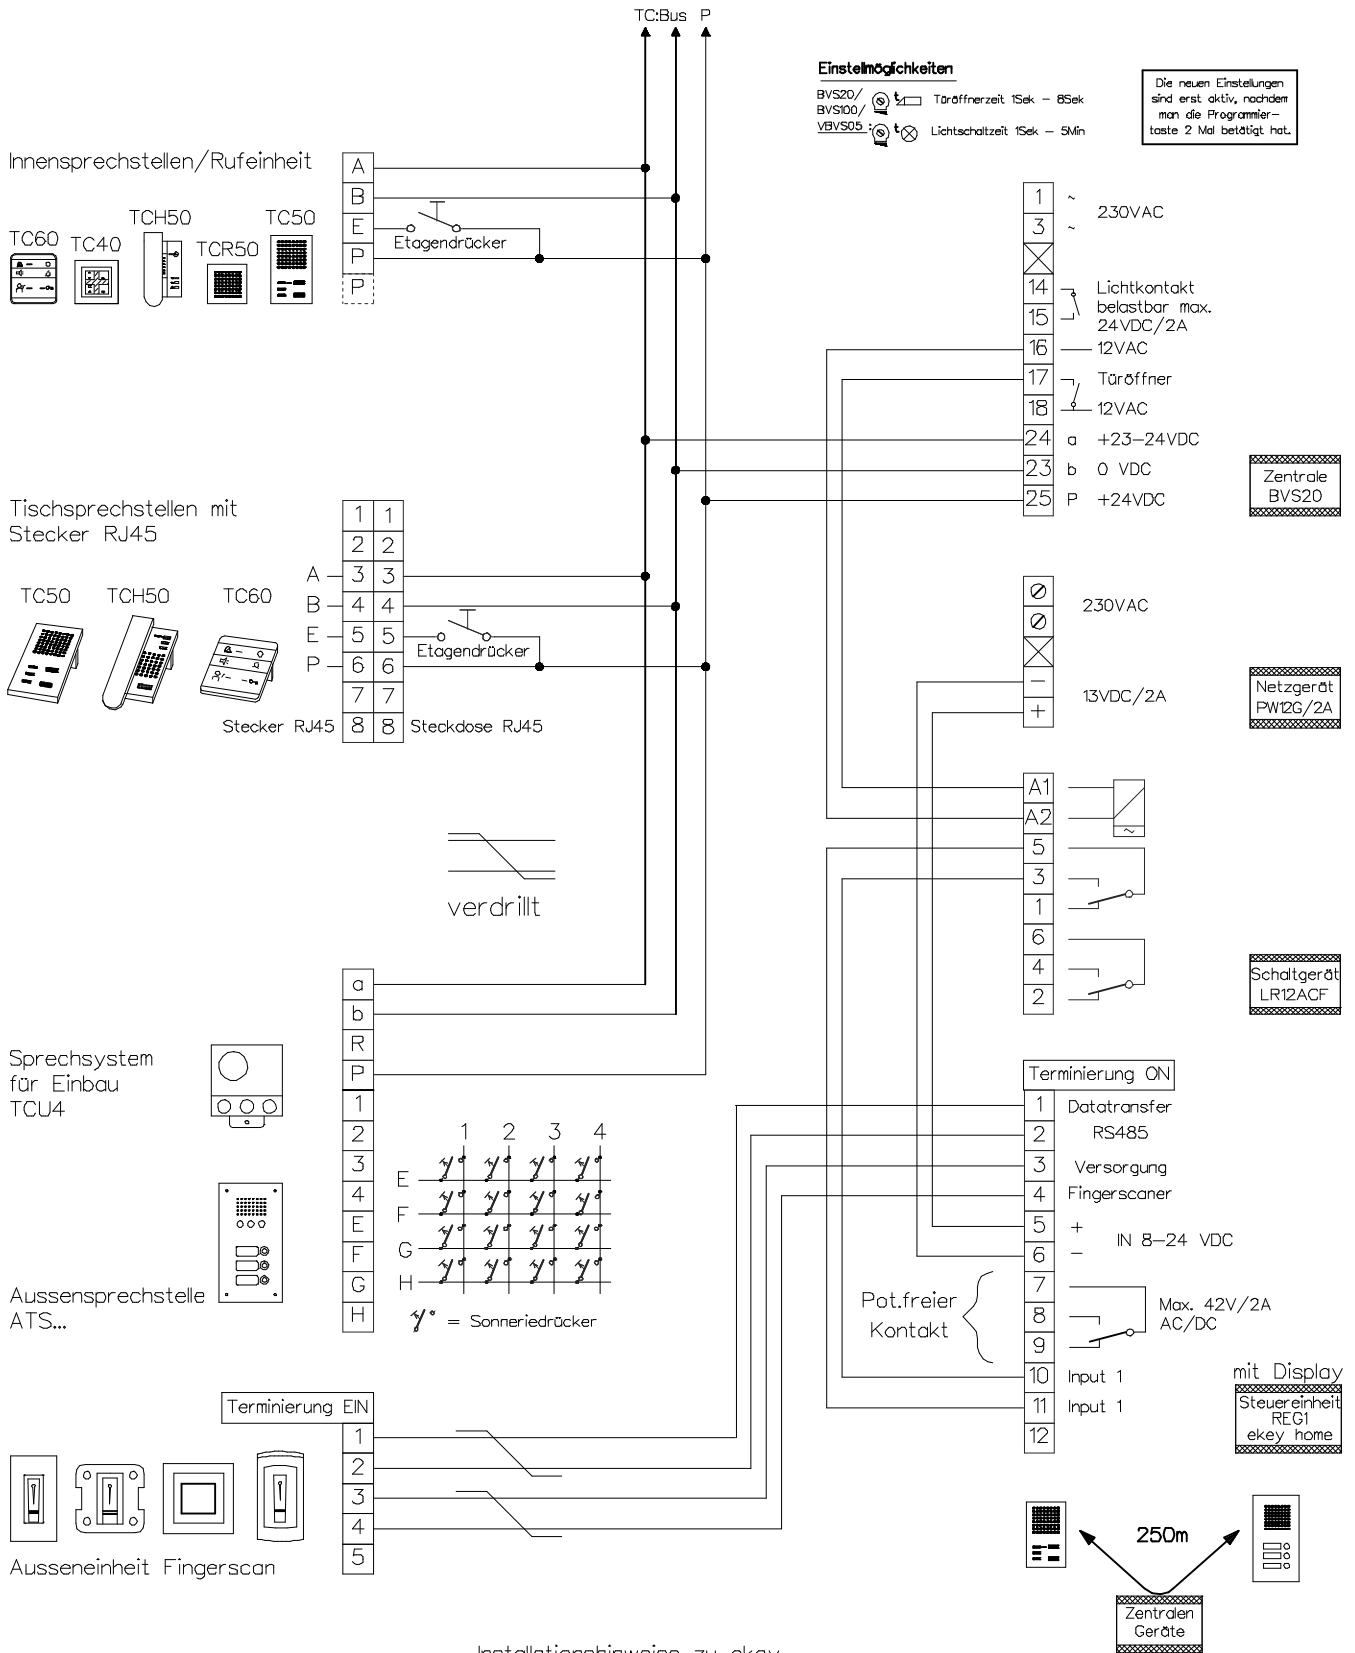 TC:Bus P
Einstellmöglichkeiten
BVS20/
BVS100/
VBVS05 :
t Türöffnerzeit 1Sek – 8Sek
t Lichtschaltzeit 1Sek – 5Min
Die neuen Einstellungen
sind erst aktiv, nachdem
man die Programmier–
taste 2 Mal betätigt hat.
Innensprechstellen/Rufeinheit
TC60
TC40
TCH50
TCR50
TC50
A
B
E
P
P
Etagendrücker
1 ~
3 ~
230VAC
14
15
Lichtkontakt
belastbar max.
24VDC/2A
16 12VAC
17 Türöffner
18 12VAC
24 a +23–24VDC
23 b 0 VDC
25 P +24VDC
Zentrale
BVS20
Tischsprechstellen mit
Stecker RJ45
TC50
TCH50
TC60
1 1
2 2
A 3 3
B 4 4
E 5 5
P 6 6
7 7
8 8
Etagendrücker
Stecker RJ45
Steckdose RJ45
230VAC
–
+
13VDC/2A
Netzgerät
PW12G/2A
verdrillt
A1
A2
~
5
3
1
6
4
2
Schaltgerät
LR12ACF
Sprechsystem
für Einbau
TCU4
Aussensprechstelle
ATS...
a
b
R
P
1
2
3
4
E
F
G
H
1 2 3 4
E
F
G
H
= Sonneriedrücker
Terminierung ON
1 Datatransfer
2 RS485
3 Versorgung
4 Fingerscaner
5 +
6 –
IN 8–24 VDC
7
8
9
Pot.freier
Kontakt
Max. 42V/2A
AC/DC
10 Input 1
11 Input 1
12
mit Display
Steuereinheit
REG1
ekey home
Terminierung EIN
1
2
3
4
5
Ausseneinheit Fingerscan
250m
Zentralen
Geräte
Installationshinweise zu ekey